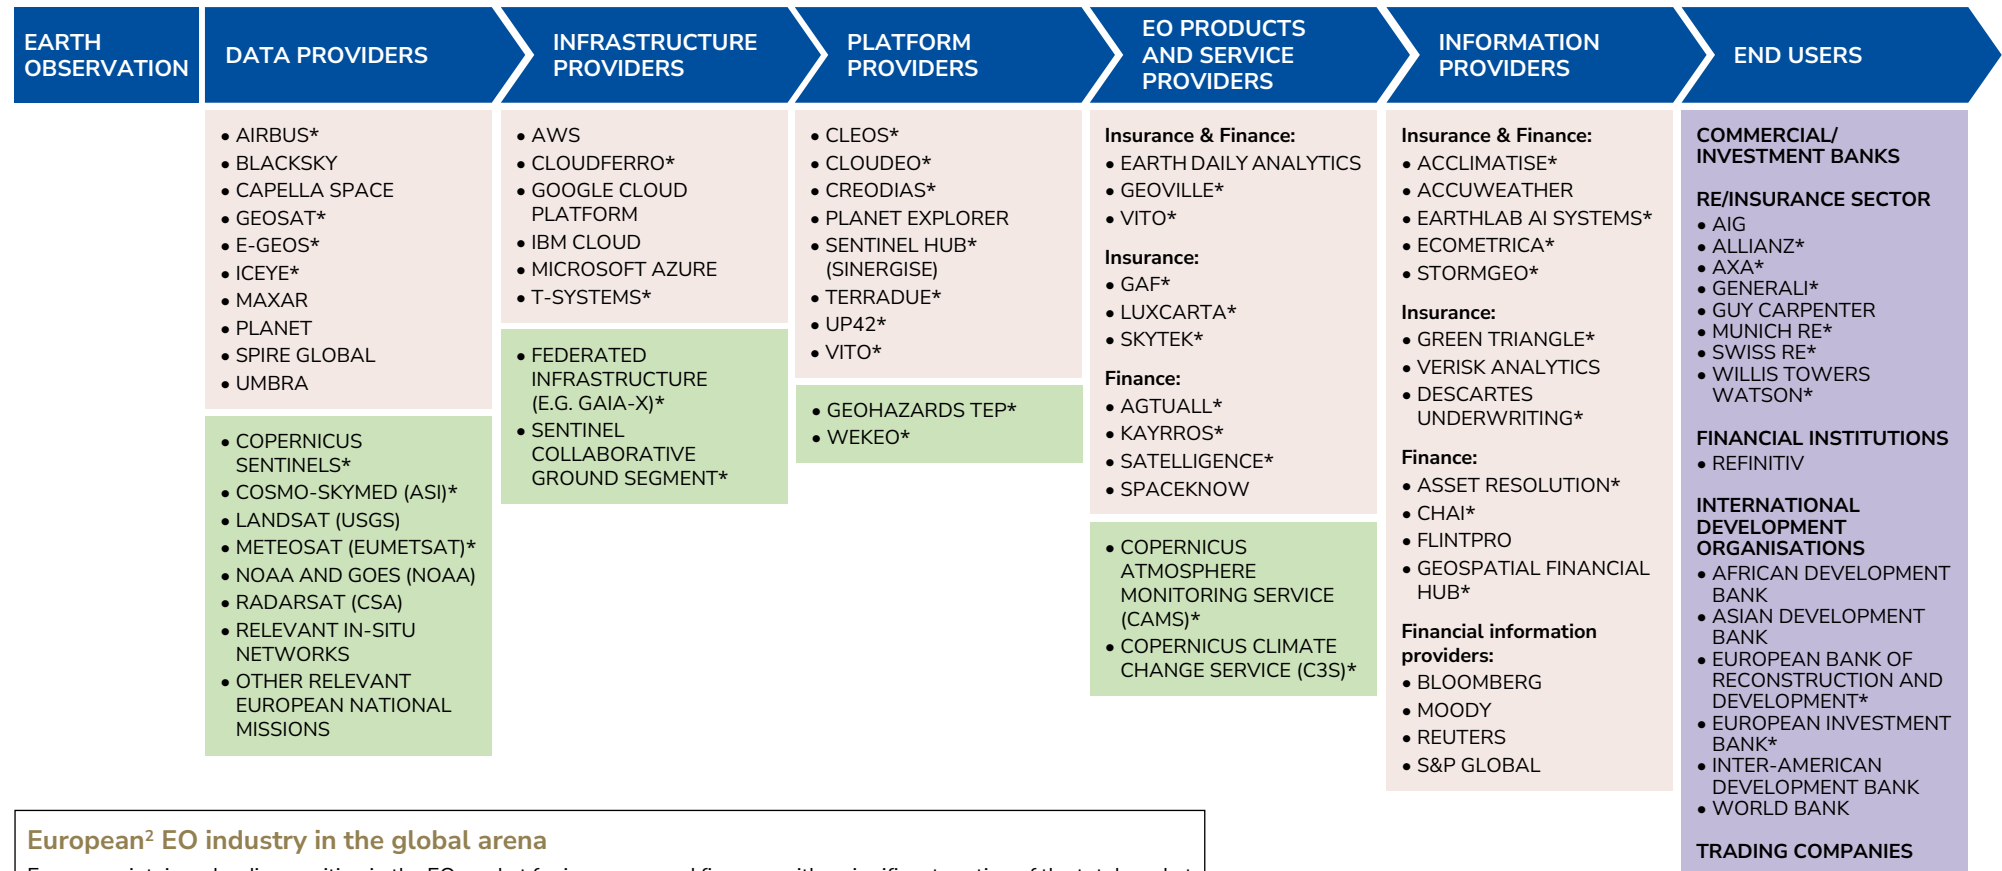 EARTH
OBSERVATION
DATA PROVIDERS
INFRASTRUCTURE
PROVIDERS
PLATFORM
PROVIDERS
EO PRODUCTS
AND SERVICE
PROVIDERS
INFORMATION
PROVIDERS
END USERS
• AIRBUS*
• BLACKSKY
• CAPELLA SPACE
• GEOSAT*
• E-GEOS*
• ICEYE*
• MAXAR
• PLANET
• SPIRE GLOBAL
• UMBRA
• COPERNICUS
SENTINELS*
• COSMO-SKYMED (ASI)*
• LANDSAT (USGS)
• METEOSAT (EUMETSAT)*
• NOAA AND GOES (NOAA)
• RADARSAT (CSA)
• RELEVANT IN-SITU
NETWORKS
• OTHER RELEVANT
EUROPEAN NATIONAL
MISSIONS
• AWS
• CLOUDFERRO*
• GOOGLE CLOUD
PLATFORM
• IBM CLOUD
• MICROSOFT AZURE
• T-SYSTEMS*
• FEDERATED
INFRASTRUCTURE
(E.G. GAIA-X)*
• SENTINEL
COLLABORATIVE
GROUND SEGMENT*
• CLEOS*
• CLOUDEO*
• CREODIAS*
• PLANET EXPLORER
• SENTINEL HUB*
(SINERGISE)
• TERRADUE*
• UP42*
• VITO*
• GEOHAZARDS TEP*
• WEKEO*
Insurance & Finance:
• EARTH DAILY ANALYTICS
• GEOVILLE*
• VITO*
Insurance:
• GAF*
• LUXCARTA*
• SKYTEK*
Finance:
• AGTUALL*
• KAYRROS*
• SATELLIGENCE*
• SPACEKNOW
• COPERNICUS
ATMOSPHERE
MONITORING SERVICE
(CAMS)*
• COPERNICUS CLIMATE
CHANGE SERVICE (C3S)*
Insurance & Finance:
• ACCLIMATISE*
• ACCUWEATHER
• EARTHLAB AI SYSTEMS*
• ECOMETRICA*
• STORMGEO*
Insurance:
• GREEN TRIANGLE*
• VERISK ANALYTICS
• DESCARTES
UNDERWRITING*
Finance:
• ASSET RESOLUTION*
• CHAI*
• FLINTPRO
• GEOSPATIAL FINANCIAL
HUB*
Financial information
providers:
• BLOOMBERG
• MOODY
• REUTERS
• S&P GLOBAL
COMMERCIAL/
INVESTMENT BANKS
RE/INSURANCE SECTOR
• AIG
• ALLIANZ*
• AXA*
• GENERALI*
• GUY CARPENTER
• MUNICH RE*
• SWISS RE*
• WILLIS TOWERS
WATSON*
FINANCIAL INSTITUTIONS
• REFINITIV
INTERNATIONAL
DEVELOPMENT
ORGANISATIONS
• AFRICAN DEVELOPMENT
BANK
• ASIAN DEVELOPMENT
BANK
• EUROPEAN BANK OF
RECONSTRUCTION AND
DEVELOPMENT*
• EUROPEAN INVESTMENT
BANK*
• INTER-AMERICAN
DEVELOPMENT BANK
• WORLD BANK
TRADING COMPANIES
European² EO industry in the global arena